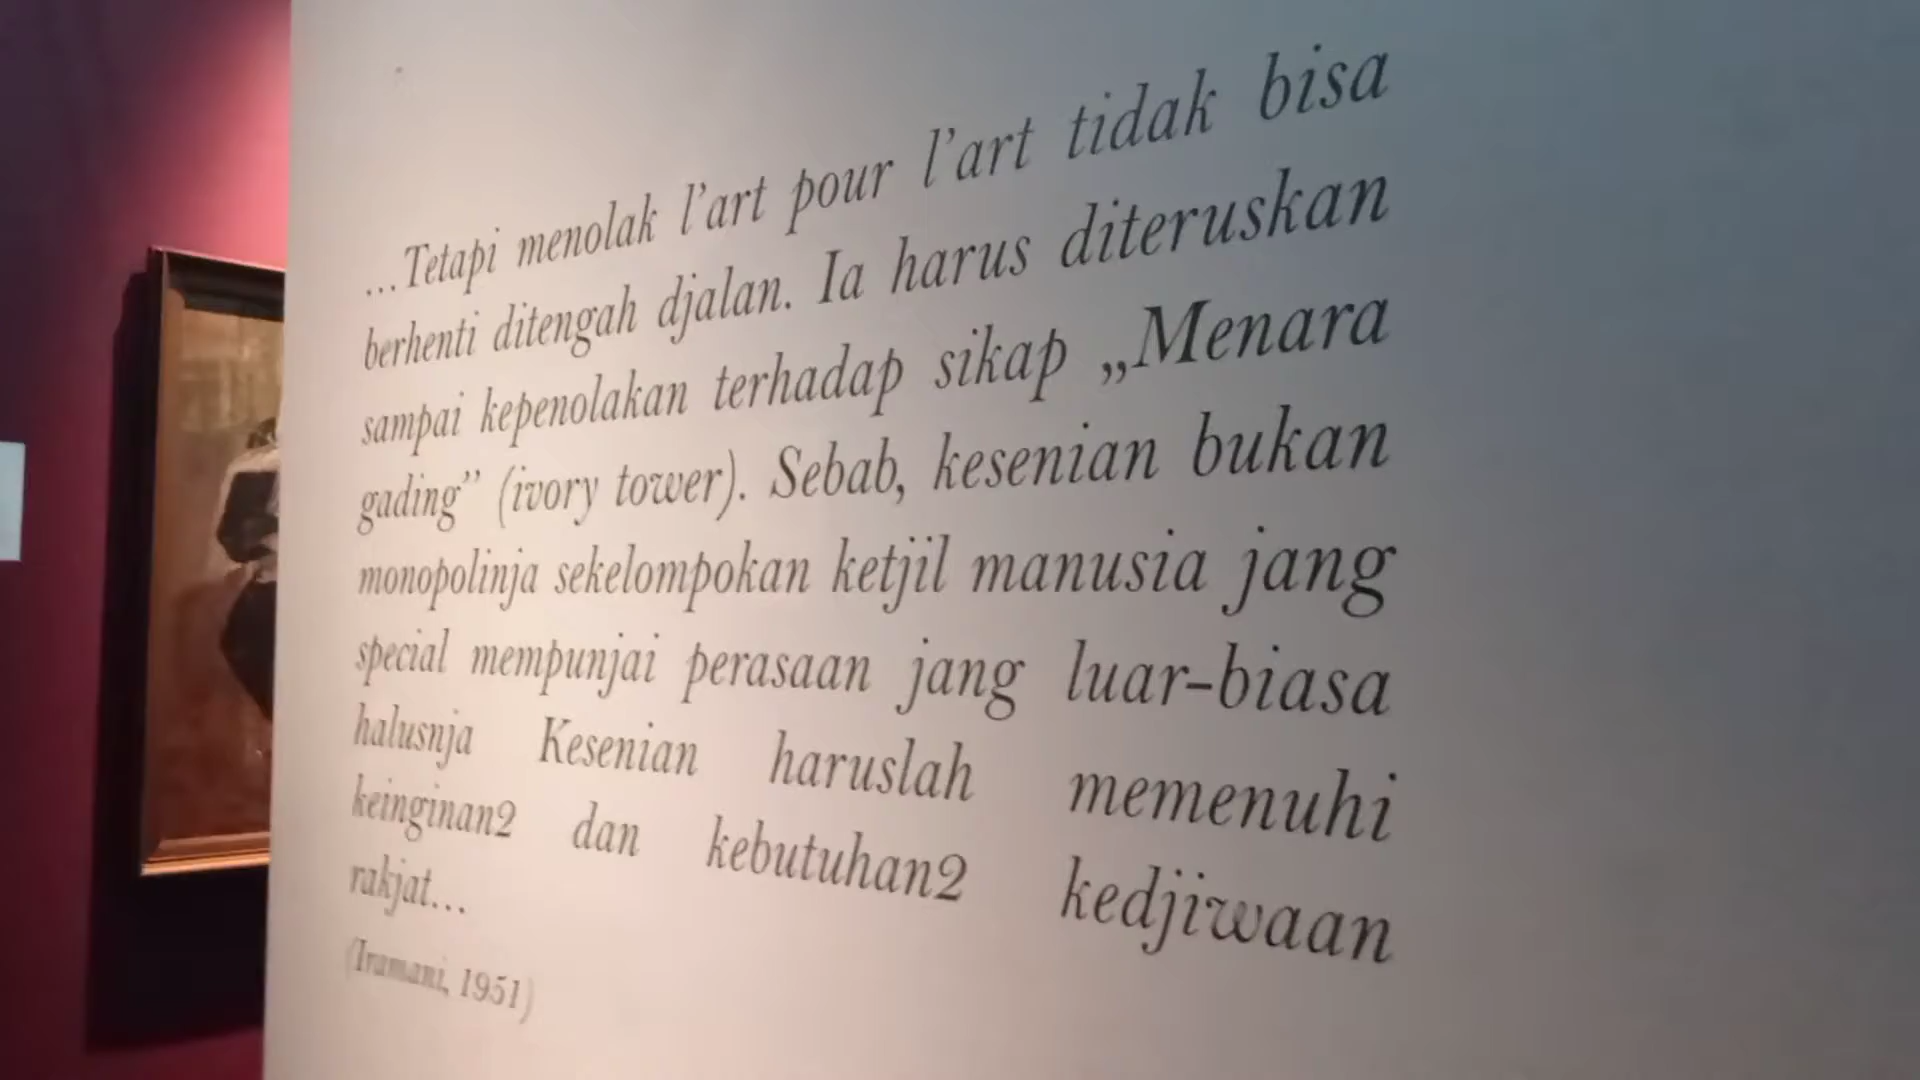 ...Tetapi menolak l’art pour l’art tidak bisa
berhenti ditengah djalan. Ia harus diteruskan
sampai kepenolakan terhadap sikap „Menara
gading” (ivory tower). Sebab, kesenian bukan
monopolinja sekelompokan ketjil manusia jang
special mempunjai perasaan jang luar-biasa
halusnja Kesenian haruslah memenuhi
keinginan2 dan kebutuhan2 kedjiwaan
rakjat...
(Iramani, 1951)